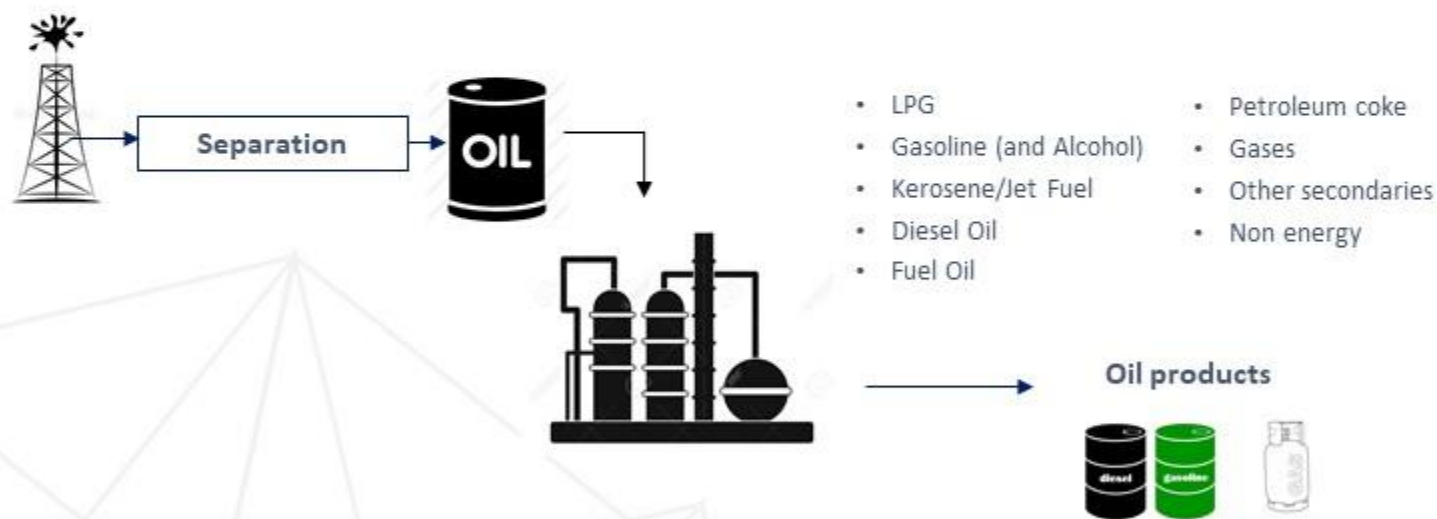 Separation
OIL
• LPG
• Gasoline (and Alcohol)
• Kerosene/Jet Fuel
• Diesel Oil
• Fuel Oil
• Petroleum coke
• Gases
• Other secondaries
• Non energy
Oil products
diesel
gasoline
GAS